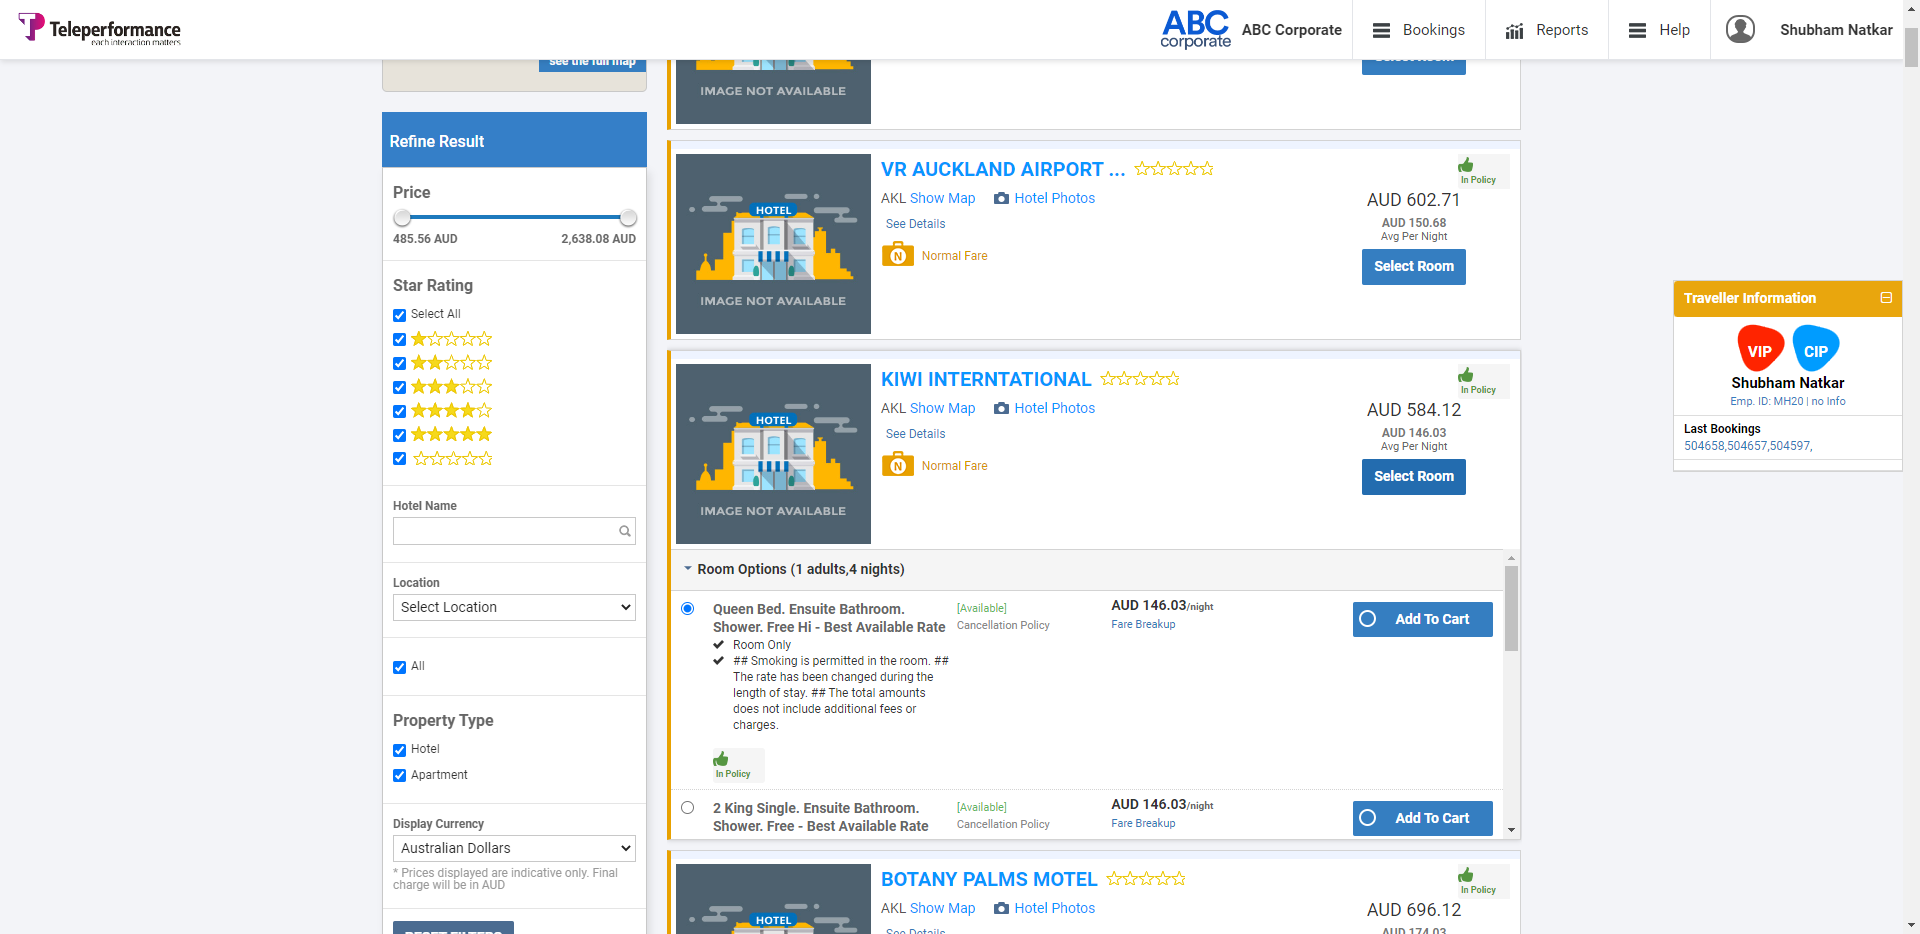 Teleperformance
each interaction matters
ABC
corporate
ABC Corporate
Bookings
Reports
Help
Shubham Natkar
see the full map
Refine Result
Price
485.56 AUD
2,638.08 AUD
Star Rating
Select All
Hotel Name
Location
Select Location
All
Property Type
Hotel
Apartment
Display Currency
Australian Dollars
* Prices displayed are indicative only. Final
charge will be in AUD
RESET FILTERS
IMAGE NOT AVAILABLE
Select Room
HOTEL
IMAGE NOT AVAILABLE
VR AUCKLAND AIRPORT ...
AKL Show Map
Hotel Photos
See Details
N
Normal Fare
In Policy
AUD 602.71
AUD 150.68
Avg Per Night
Select Room
HOTEL
IMAGE NOT AVAILABLE
KIWI INTERNTATIONAL
AKL Show Map
Hotel Photos
See Details
N
Normal Fare
In Policy
AUD 584.12
AUD 146.03
Avg Per Night
Select Room
Room Options (1 adults,4 nights)
Queen Bed. Ensuite Bathroom.
Shower. Free Hi - Best Available Rate
Room Only
## Smoking is permitted in the room. ##
The rate has been changed during the
length of stay. ## The total amounts
does not include additional fees or
charges.
In Policy
[Available]
Cancellation Policy
AUD 146.03/night
Fare Breakup
Add To Cart
2 King Single. Ensuite Bathroom.
Shower. Free - Best Available Rate
[Available]
Cancellation Policy
AUD 146.03/night
Fare Breakup
Add To Cart
HOTEL
BOTANY PALMS MOTEL
AKL Show Map
Hotel Photos
See Details
In Policy
AUD 696.12
AUD 174.03
Traveller Information
VIP
CIP
Shubham Natkar
Emp. ID: MH20 | no Info
Last Bookings
504658,504657,504597,